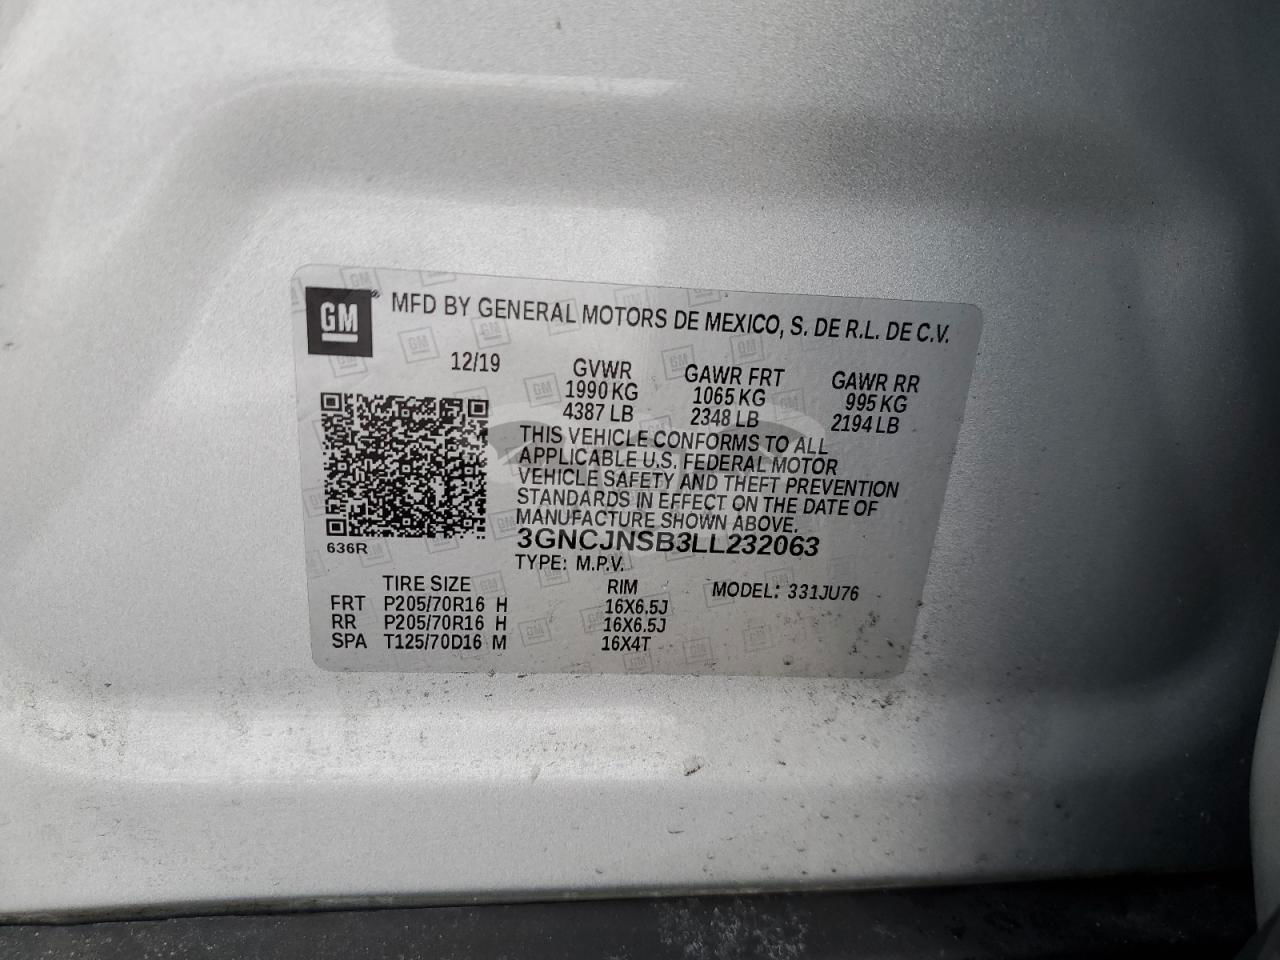 GM
MFD BY GENERAL MOTORS DE MEXICO, S. DE R.L. DE C.V.
12/19 GVWR GAWR FRT GAWR RR
1990 KG 1065 KG 995 KG
4387 LB 2348 LB 2194 LB
THIS VEHICLE CONFORMS TO ALL
APPLICABLE U.S. FEDERAL MOTOR
VEHICLE SAFETY AND THEFT PREVENTION
STANDARDS IN EFFECT ON THE DATE OF
MANUFACTURE SHOWN ABOVE.
636R
3GNCJNSB3LL232063
TYPE: M.P.V.
TIRE SIZE RIM MODEL: 331JU76
FRT P205/70R16 H 16X6.5J
RR P205/70R16 H 16X6.5J
SPA T125/70D16 M 16X4T